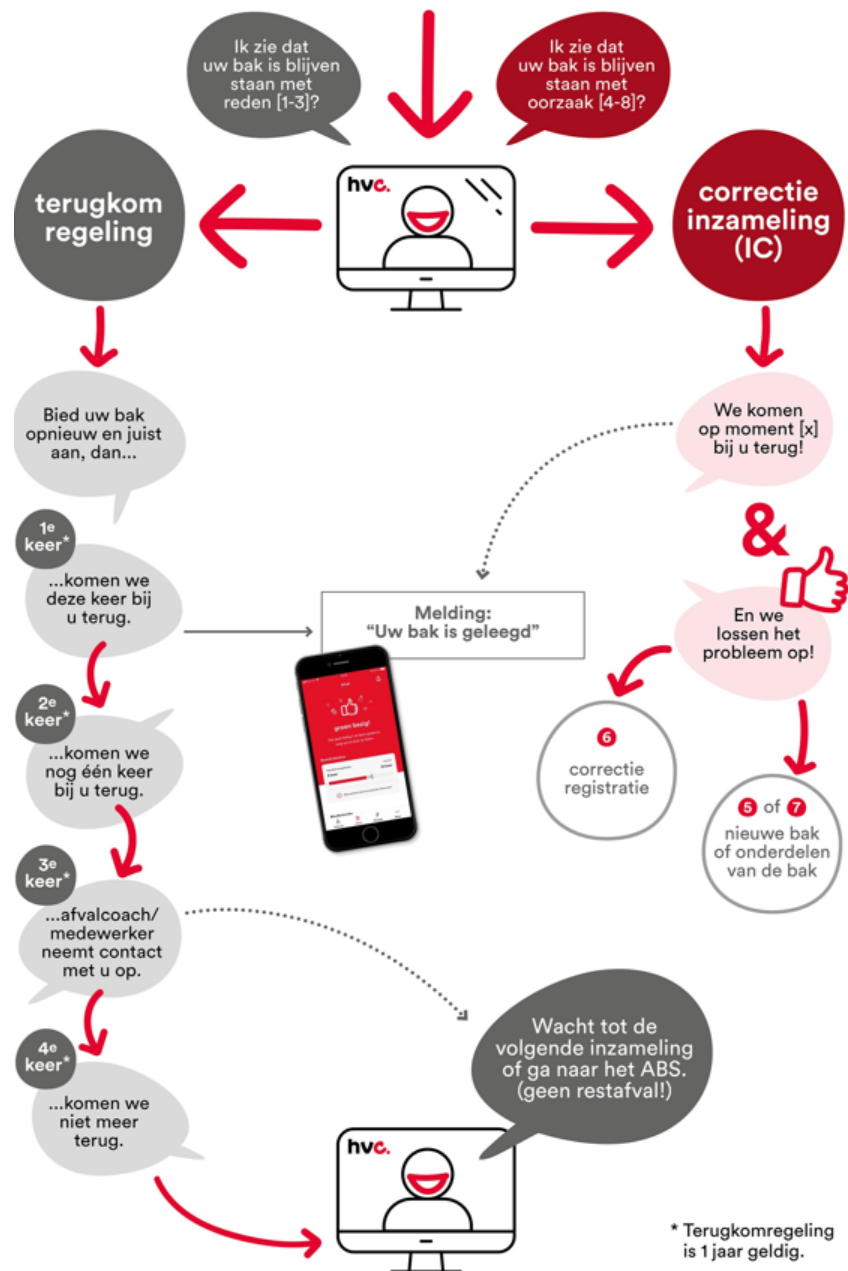 Ik zie dat
uw bak is blijven
staan met
reden [1-3]?
Ik zie dat
uw bak is blijven
staan met
oorzaak [4-8]?
hvc.
terugkom
regeling
correctie
inzameling
(IC)
Bied uw bak
opnieuw en juist
aan, dan...
We komen
op moment [x]
bij u terug!
&
1e
keer*
...komen we
deze keer bij
u terug.
Melding:
“Uw bak is geleegd”
En we
lossen het
probleem op!
groen bezig!
2e
keer*
...komen we
nog één keer
bij u terug.
6
correctie
registratie
5 of 7
nieuwe bak
of onderdelen
van de bak
3e
keer*
...afvalcoach/
medewerker
neemt contact
met u op.
Wacht tot de
volgende inzameling
of ga naar het ABS.
(geen restafval!)
4e
keer*
...komen we
niet meer
terug.
hvc.
* Terugkomregeling
is 1 jaar geldig.